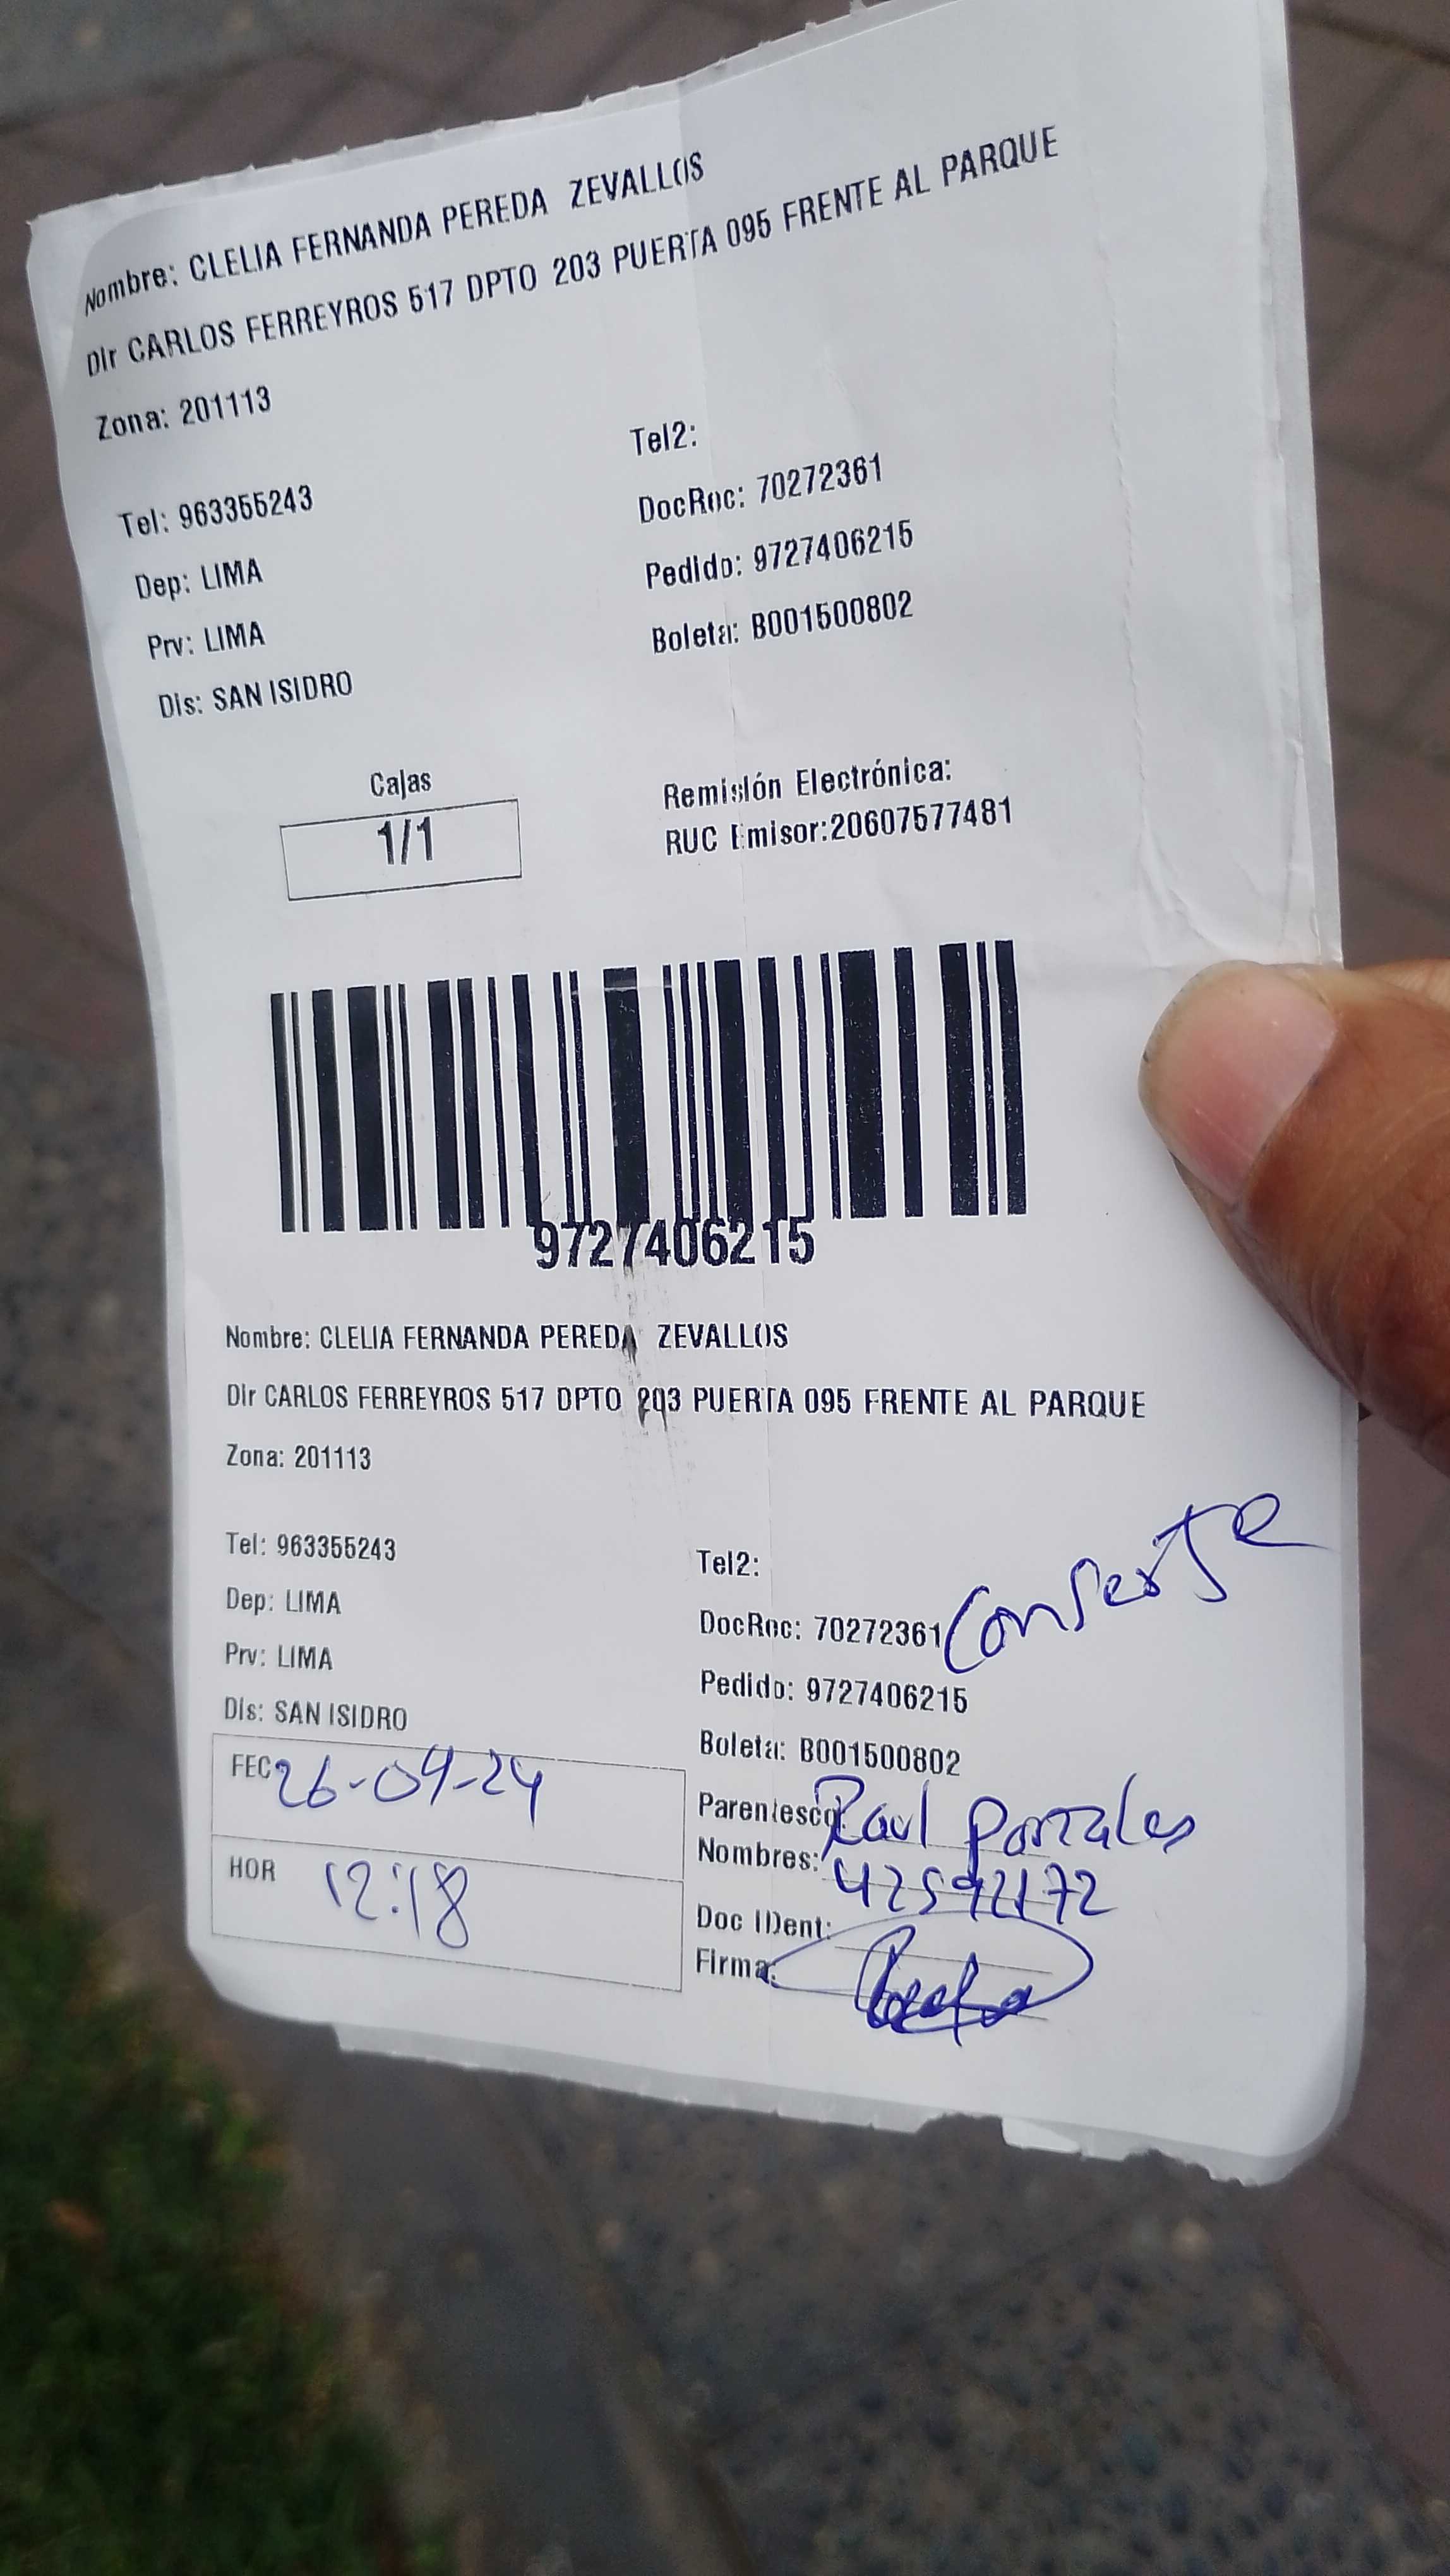 Nombre: CLELIA FERNANDA PEREDA ZEVALLOS
Dir CARLOS FERREYROS 517 DPTO 203 PUERTA 095 FRENTE AL PARQUE
Zona: 201113
Tel: 963355243
Tel2:
Dep: LIMA
DocRec: 70272361
Prv: LIMA
Pedido: 9727406215
Dis: SAN ISIDRO
Boleta: B001500802
Cajas
1/1
Remisión Electrónica:
RUC Emisor:20607577481
9727406215
Nombre: CLELIA FERNANDA PEREDA ZEVALLOS
Dir CARLOS FERREYROS 517 DPTO 203 PUERTA 095 FRENTE AL PARQUE
Zona: 201113
Tel: 963355243
Tel2:
Dep: LIMA
DocRec: 70272361 Conserje
Prv: LIMA
Pedido: 9727406215
Dis: SAN ISIDRO
Boleta: B001500802
FEC 26-09-24
Parentesco: Raul Portales
Nombres: 42592172
HOR 12:18
Doc IDent:
Firma: